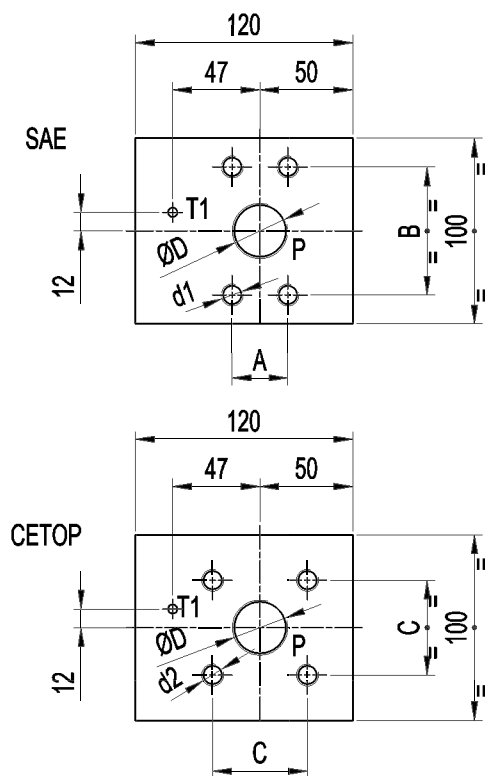 120
47 50
SAE
T1
ØD
P
d1
12
B
=
=
100
=
=
A
120
47 50
CETOP
T1
ØD
P
d2
12
C
=
=
100
=
=
C